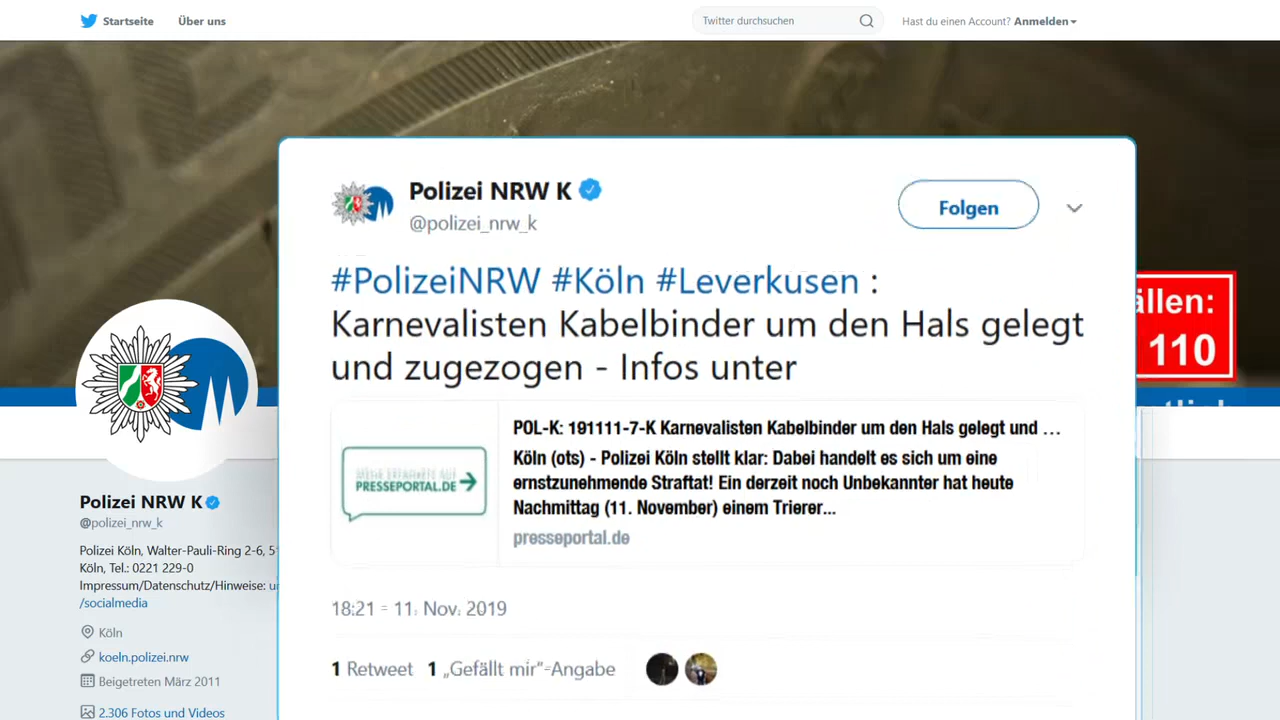 Startseite
Über uns
Twitter durchsuchen
Hast du einen Account? Anmelden
Polizei NRW K
@polizei_nrw_k
Folgen
#PolizeiNRW #Köln #Leverkusen :
Karnevalisten Kabelbinder um den Hals gelegt
und zugezogen - Infos unter
POL-K: 191111-7-K Karnevalisten Kabelbinder um den Hals gelegt und …
Köln (ots) - Polizei Köln stellt klar: Dabei handelt es sich um eine
ernstzunehmende Straftat! Ein derzeit noch Unbekannter hat heute
Nachmittag (11. November) einem Trierer...
presseportal.de
PRESSEPORTAL.DE
18:21 - 11. Nov. 2019
1 Retweet 1 „Gefällt mir“-Angabe
ällen:
110
Polizei NRW K
@polizei_nrw_k
Polizei Köln, Walter-Pauli-Ring 2-6, 5
Köln, Tel.: 0221 229-0
Impressum/Datenschutz/Hinweise:
/socialmedia
Köln
koeln.polizei.nrw
Beigetreten März 2011
2.306 Fotos und Videos